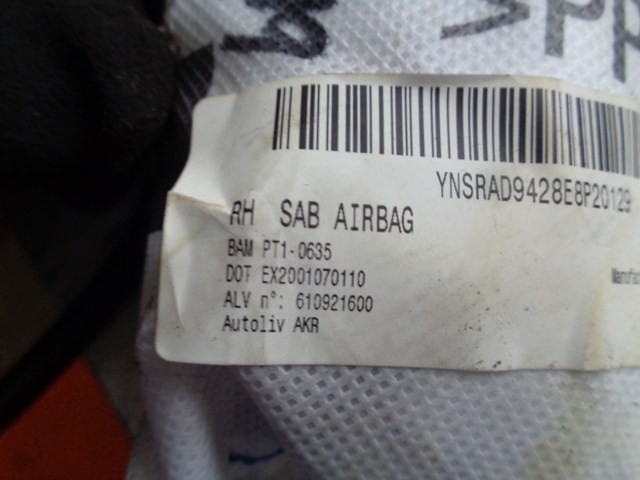 YNSRAD9428E8P20129
RH SAB AIRBAG
BAM PT1-0635
DOT EX2001070110
ALV n°: 610921600
Autoliv AKR